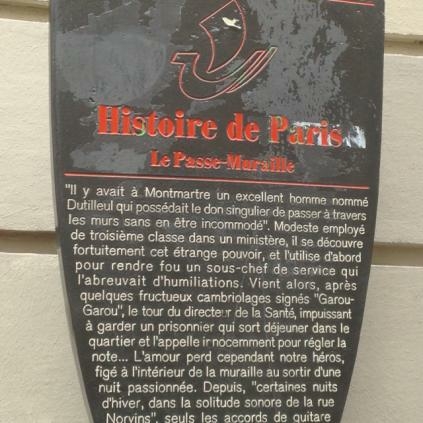 Histoire de Paris
Le Passe-Muraille
"Il y avait à Montmartre un excellent homme nommé
Dutilleul qui possédait le don singulier de passer à travers
les murs sans en être incommodé". Modeste employé
de troisième classe dans un ministère, il se découvre
fortuitement cet étrange pouvoir, et l'utilise d'abord
pour rendre fou un sous-chef de service qui
l'abreuvait d'humiliations. Vient alors, après
quelques fructueux cambriolages signés "Garou-
Garou", le tour du directeur de la Santé, impuissant
à garder un prisonnier qui sort déjeuner dans le
quartier et l'appelle innocemment pour régler la
note... L'amour perd cependant notre héros,
figé à l'intérieur de la muraille au sortir d'une
nuit passionnée. Depuis, "certaines nuits
d'hiver, dans la solitude sonore de la rue
Norvins", seuls les accords de guitare